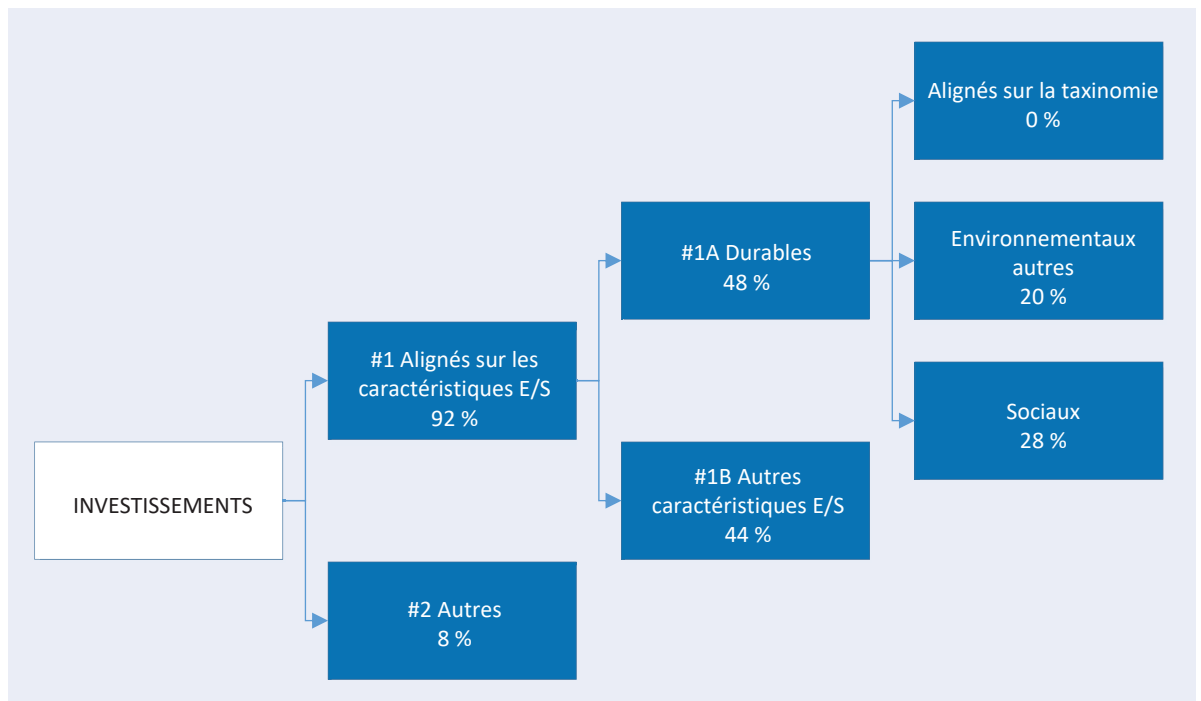 Alignés sur la taxinomie
0 %
#1A Durables
48 %
Environnementaux
autres
20 %
#1 Alignés sur les
caractéristiques E/S
92 %
Sociaux
28 %
INVESTISSEMENTS
#1B Autres
caractéristiques E/S
44 %
#2 Autres
8 %